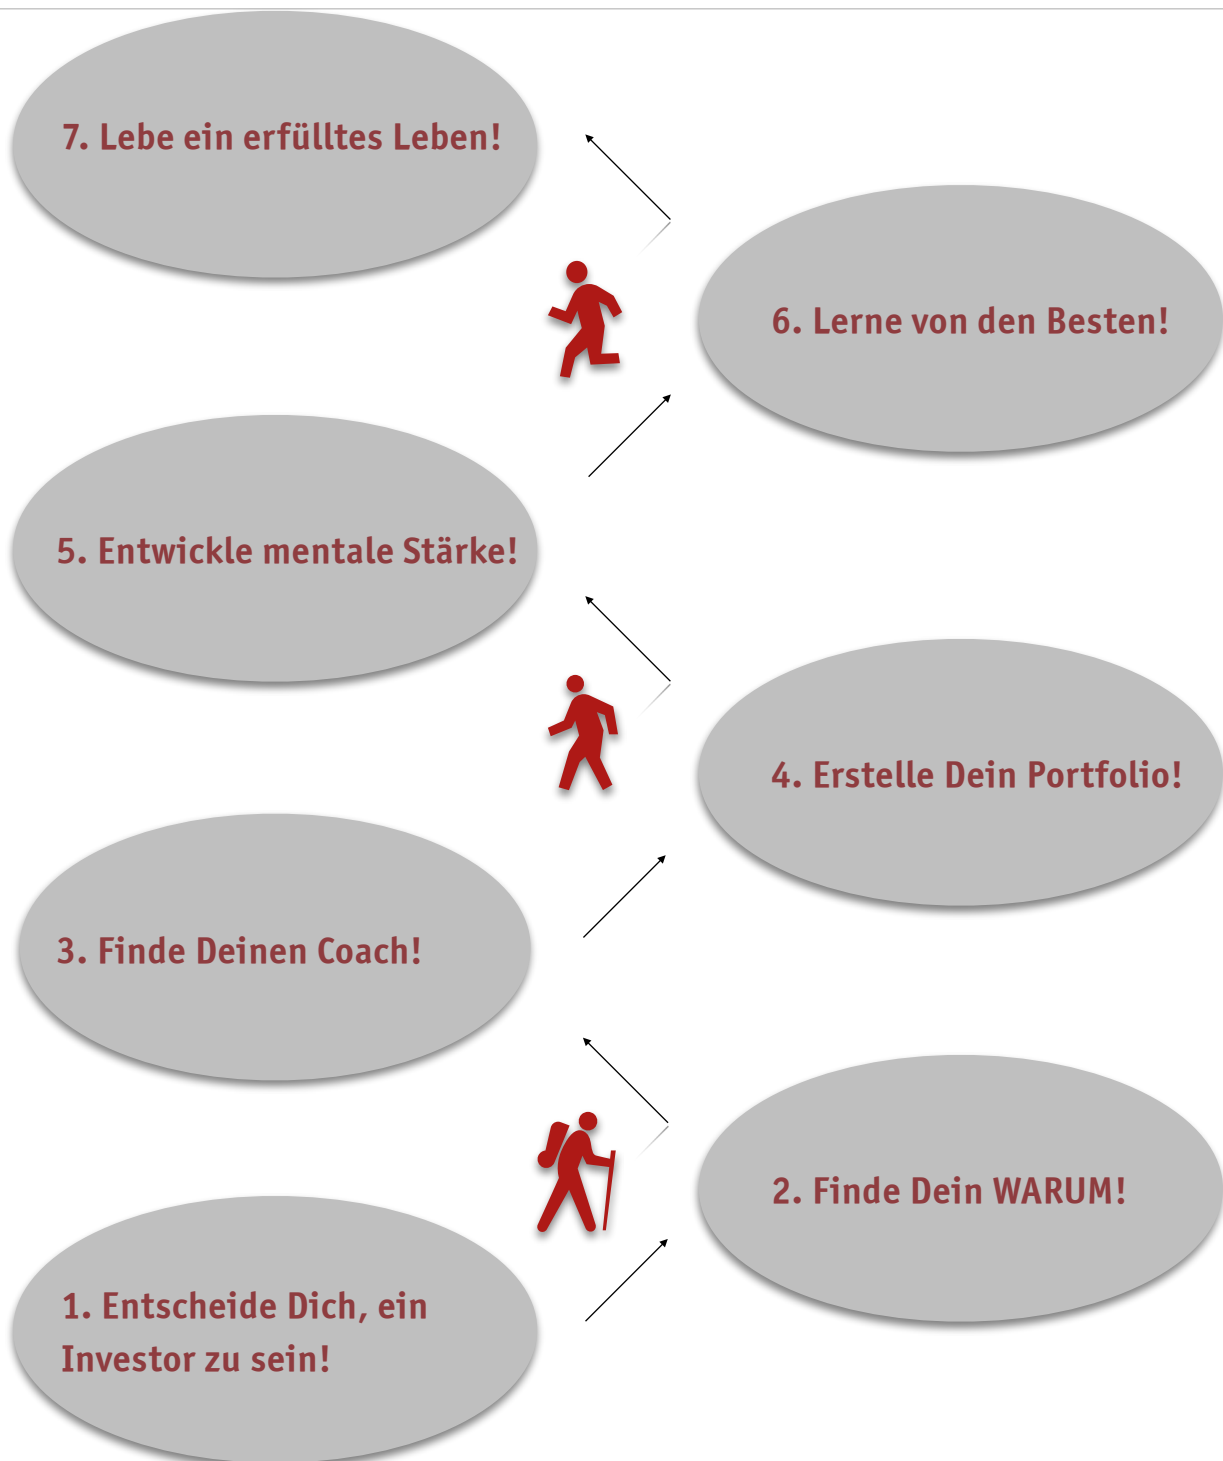 7. Lebe ein erfülltes Leben!
6. Lerne von den Besten!
5. Entwickle mentale Stärke!
4. Erstelle Dein Portfolio!
3. Finde Deinen Coach!
2. Finde Dein WARUM!
1. Entscheide Dich, ein
Investor zu sein!